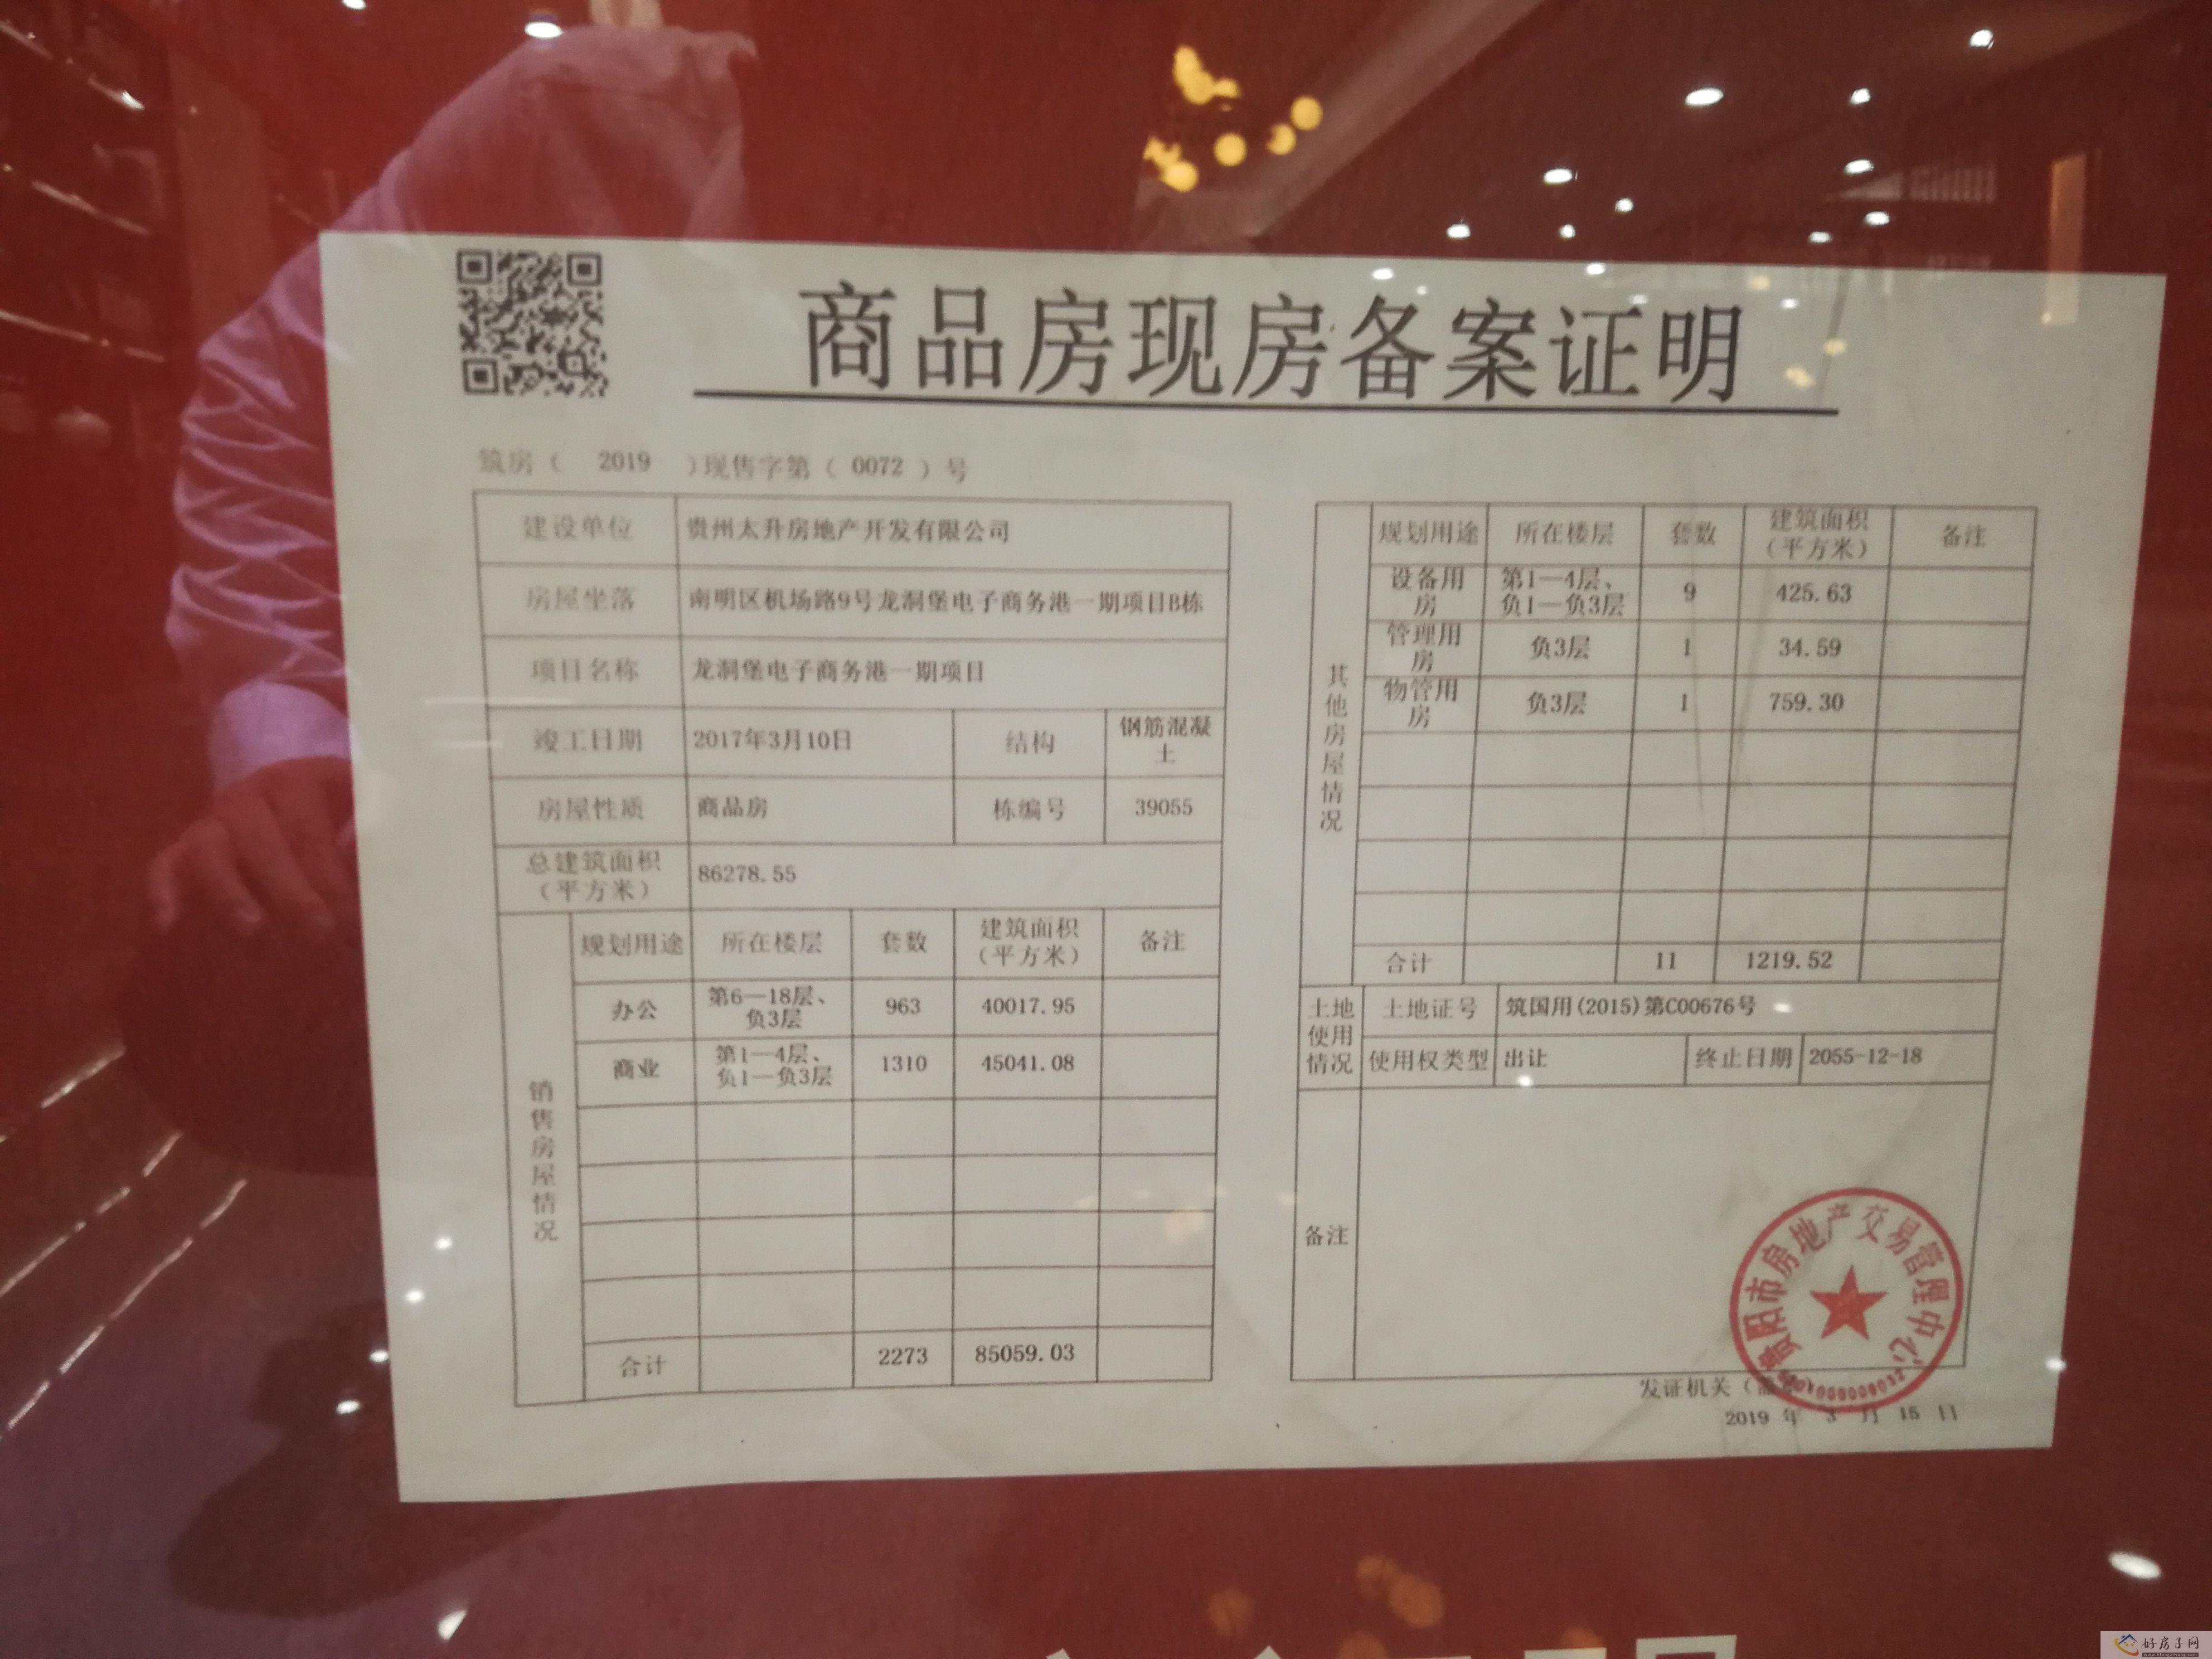 商品房现房备案证明
筑房（ 2019 ）现售字第（ 0072 ）号
建设单位 贵州太升房地产开发有限公司
房屋坐落 南明区机场路9号龙洞堡电子商务港一期项目B栋
项目名称 龙洞堡电子商务港一期项目
竣工日期 2017年3月10日 结构 钢筋混凝
土
房屋性质 商品房 栋编号 39055
总建筑面积
（平方米）
86278.55
销售房屋情况
规划用途 所在楼层 套数 建筑面积
（平方米）
备注
办公 第6—18层、
负3层
963 40017.95
商业 第1—4层、
负1—负3层
1310 45041.08
合计 2273 85059.03
其他房屋情况
规划用途 所在楼层 套数 建筑面积
（平方米）
备注
设备用
房
第1—4层、
负1—负3层
9 425.63
管理用
房
负3层 1 34.59
物管用
房
负3层 1 759.30
合计 11 1219.52
土地
使用
情况
土地证号 筑国用(2015)第C00676号
使用权类型 出让 终止日期 2055-12-18
备注
贵阳市房地产交易管理中心
发证机关（
2019 年 3 月 15 日
好房子网